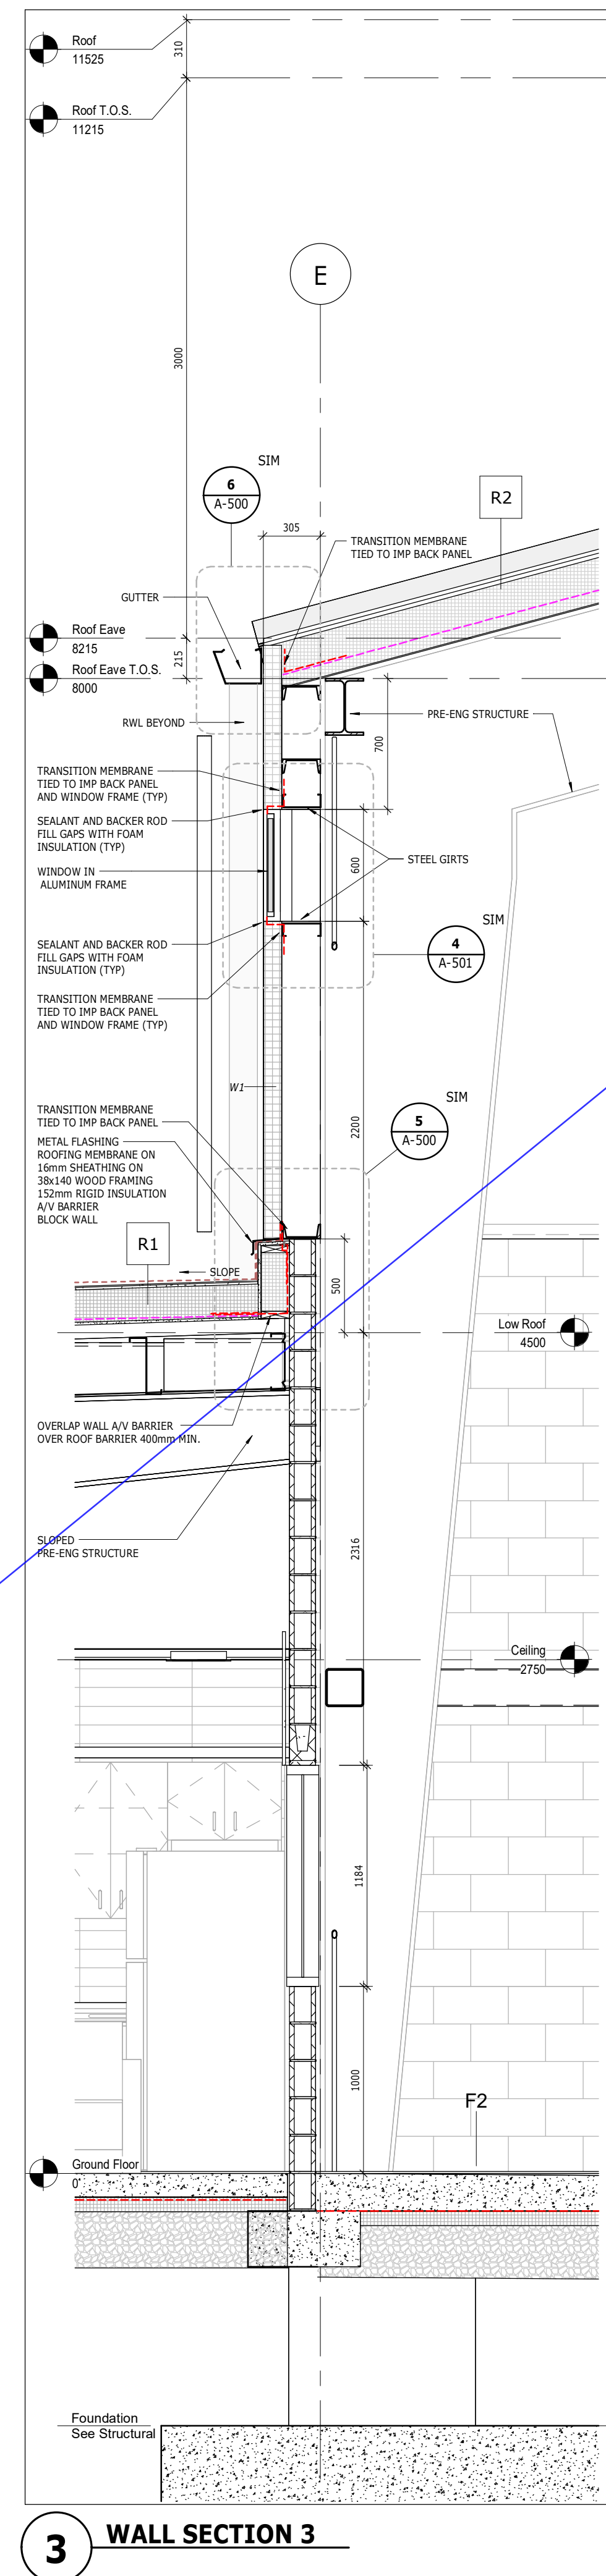 Roof
11525
310
Roof T.O.S.
11215
E
3000
SIM
6
A-500
R2
305
TRANSITION MEMBRANE
TIED TO IMP BACK PANEL
GUTTER
Roof Eave
8215
215
Roof Eave T.O.S.
8000
RWL BEYOND
PRE-ENG STRUCTURE
700
TRANSITION MEMBRANE
TIED TO IMP BACK PANEL
AND WINDOW FRAME (TYP)
SEALANT AND BACKER ROD
FILL GAPS WITH FOAM
INSULATION (TYP)
WINDOW IN
ALUMINUM FRAME
600
STEEL GIRTS
SIM
4
A-501
SEALANT AND BACKER ROD
FILL GAPS WITH FOAM
INSULATION (TYP)
TRANSITION MEMBRANE
TIED TO IMP BACK PANEL
AND WINDOW FRAME (TYP)
W1
SIM
5
A-500
2200
TRANSITION MEMBRANE
TIED TO IMP BACK PANEL
METAL FLASHING
ROOFING MEMBRANE ON
16mm SHEATHING ON
38x140 WOOD FRAMING
152mm RIGID INSULATION
A/V BARRIER
BLOCK WALL
R1
SLOPE
500
Low Roof
4500
OVERLAP WALL A/V BARRIER
OVER ROOF BARRIER 400mm MIN.
SLOPED
PRE-ENG STRUCTURE
2316
Ceiling
2750
1184
1000
F2
Ground Floor
0
Foundation
See Structural
3
WALL SECTION 3